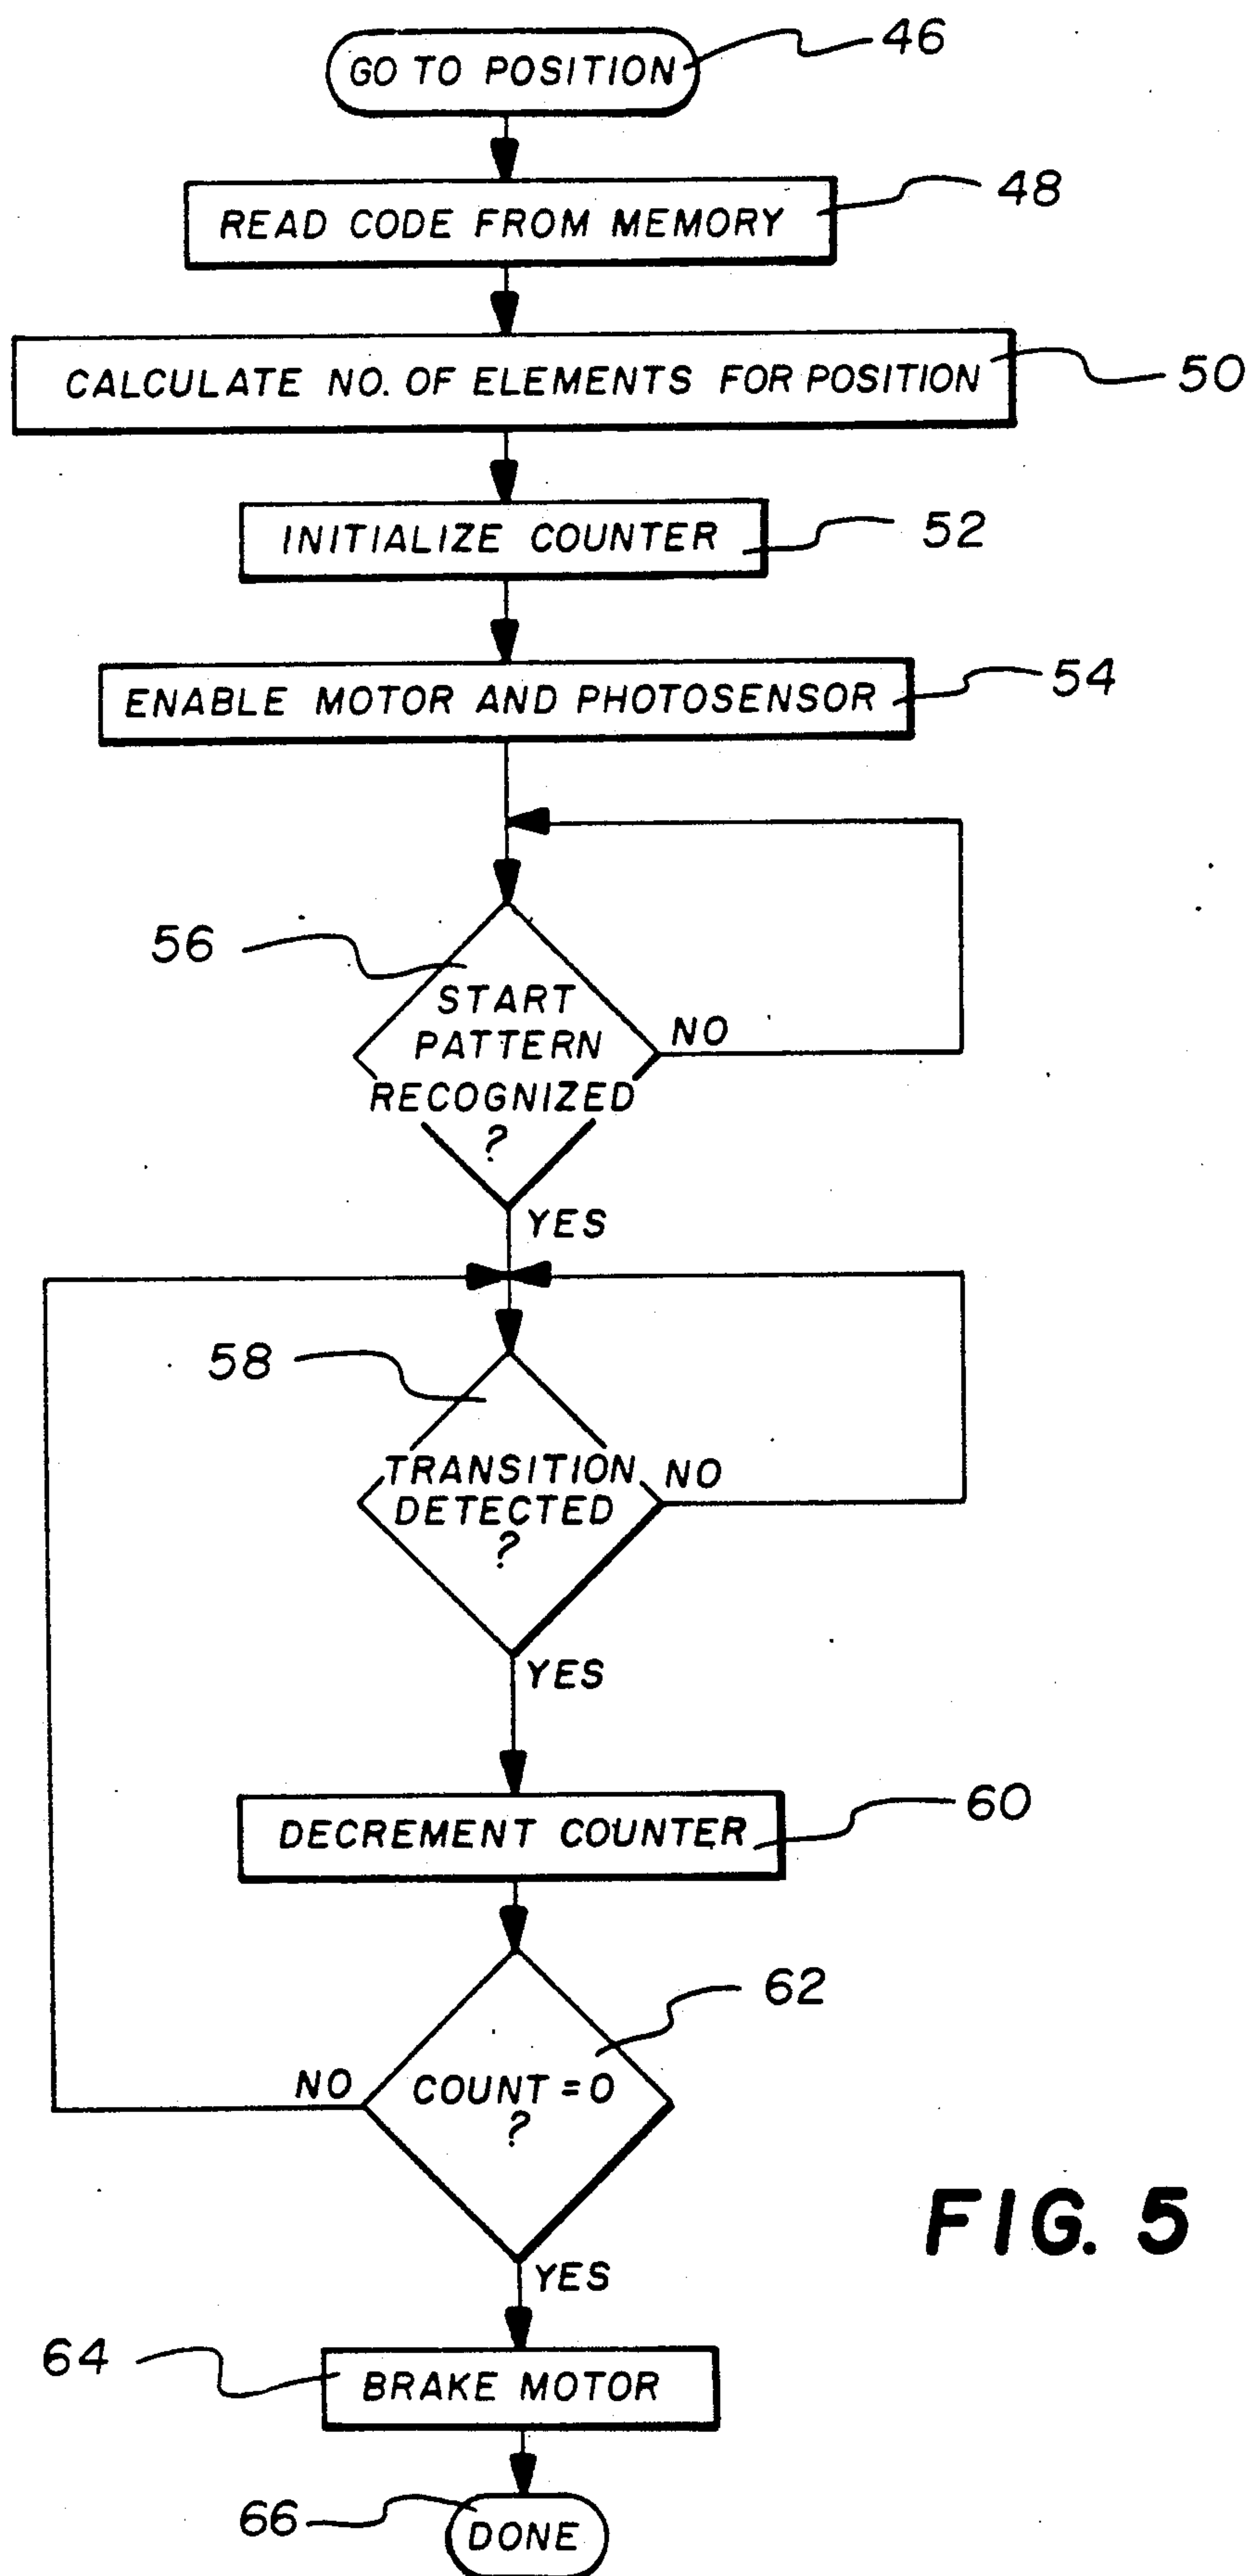 GO TO POSITION
46
READ CODE FROM MEMORY
48
CALCULATE NO. OF ELEMENTS FOR POSITION
50
INITIALIZE COUNTER
52
ENABLE MOTOR AND PHOTOSENSOR
54
56
START
PATTERN
RECOGNIZED
?
NO
YES
58
TRANSITION
DETECTED
?
NO
YES
DECREMENT COUNTER
60
62
NO
COUNT = 0
?
YES
FIG. 5
64
BRAKE MOTOR
66
DONE